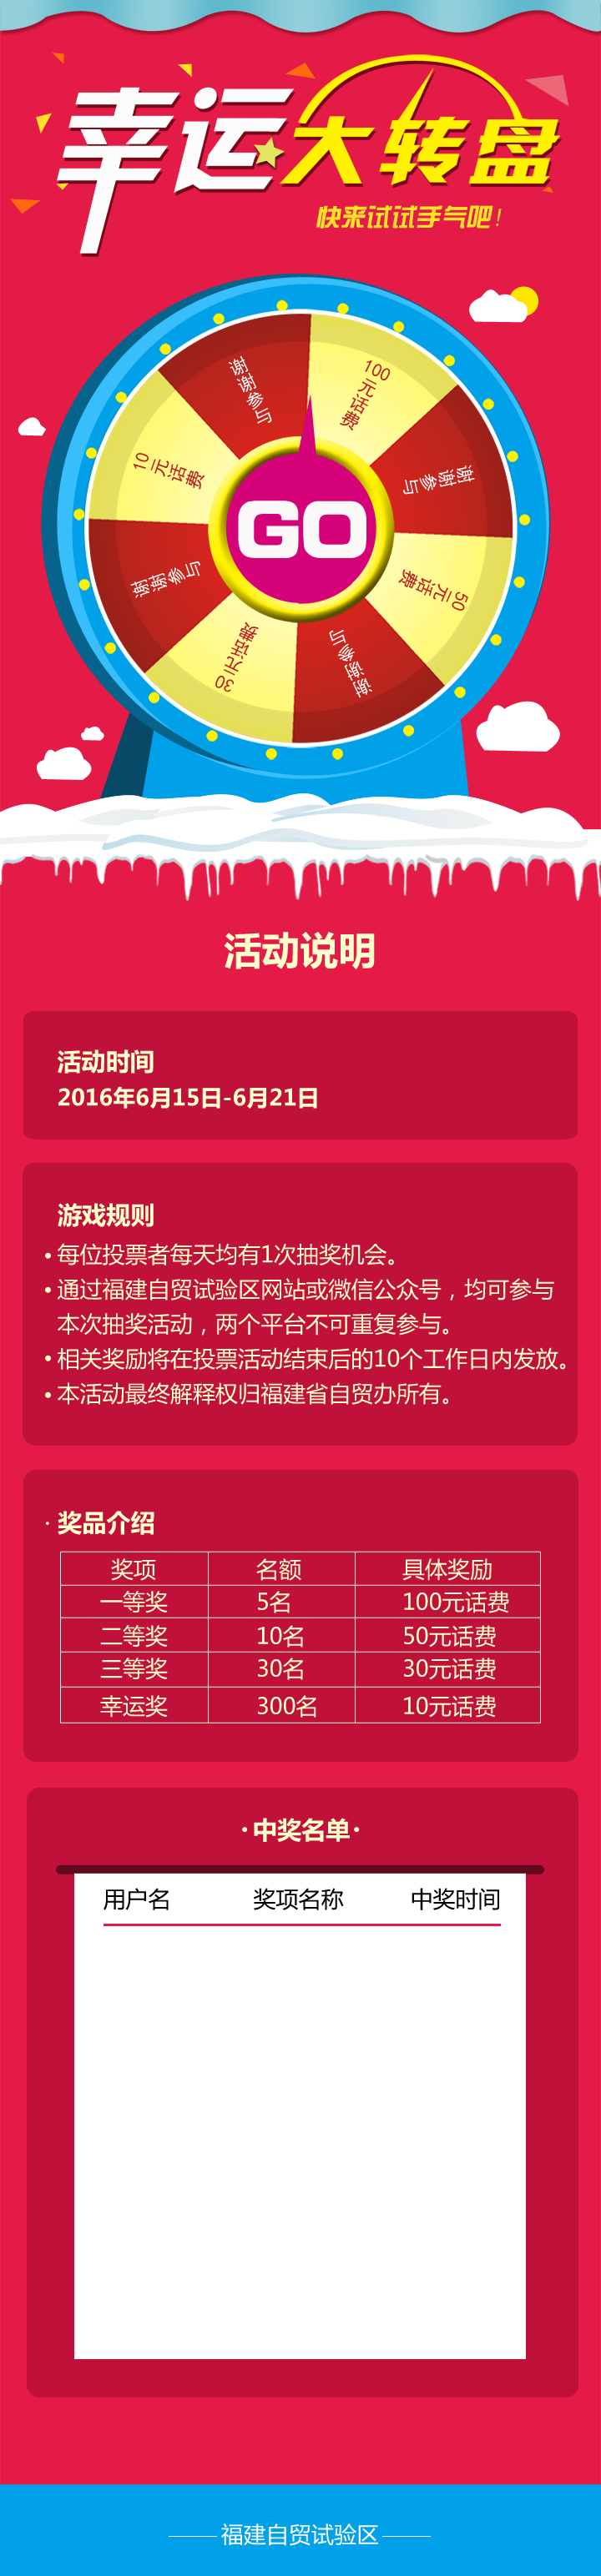 幸运大转盘
快来试试手气吧！
谢谢参与
100元话费
谢谢参与
50元话费
谢谢参与
30元话费
谢谢参与
10元话费
GO
活动说明
活动时间
2016年6月15日-6月21日
游戏规则
• 每位投票者每天均有1次抽奖机会。
• 通过福建自贸试验区网站或微信公众号，均可参与
本次抽奖活动，两个平台不可重复参与。
• 相关奖励将在投票活动结束后的10个工作日内发放。
• 本活动最终解释权归福建省自贸办所有。
· 奖品介绍
奖项 名额 具体奖励
一等奖 5名 100元话费
二等奖 10名 50元话费
三等奖 30名 30元话费
幸运奖 300名 10元话费
·中奖名单·
用户名 奖项名称 中奖时间
福建自贸试验区